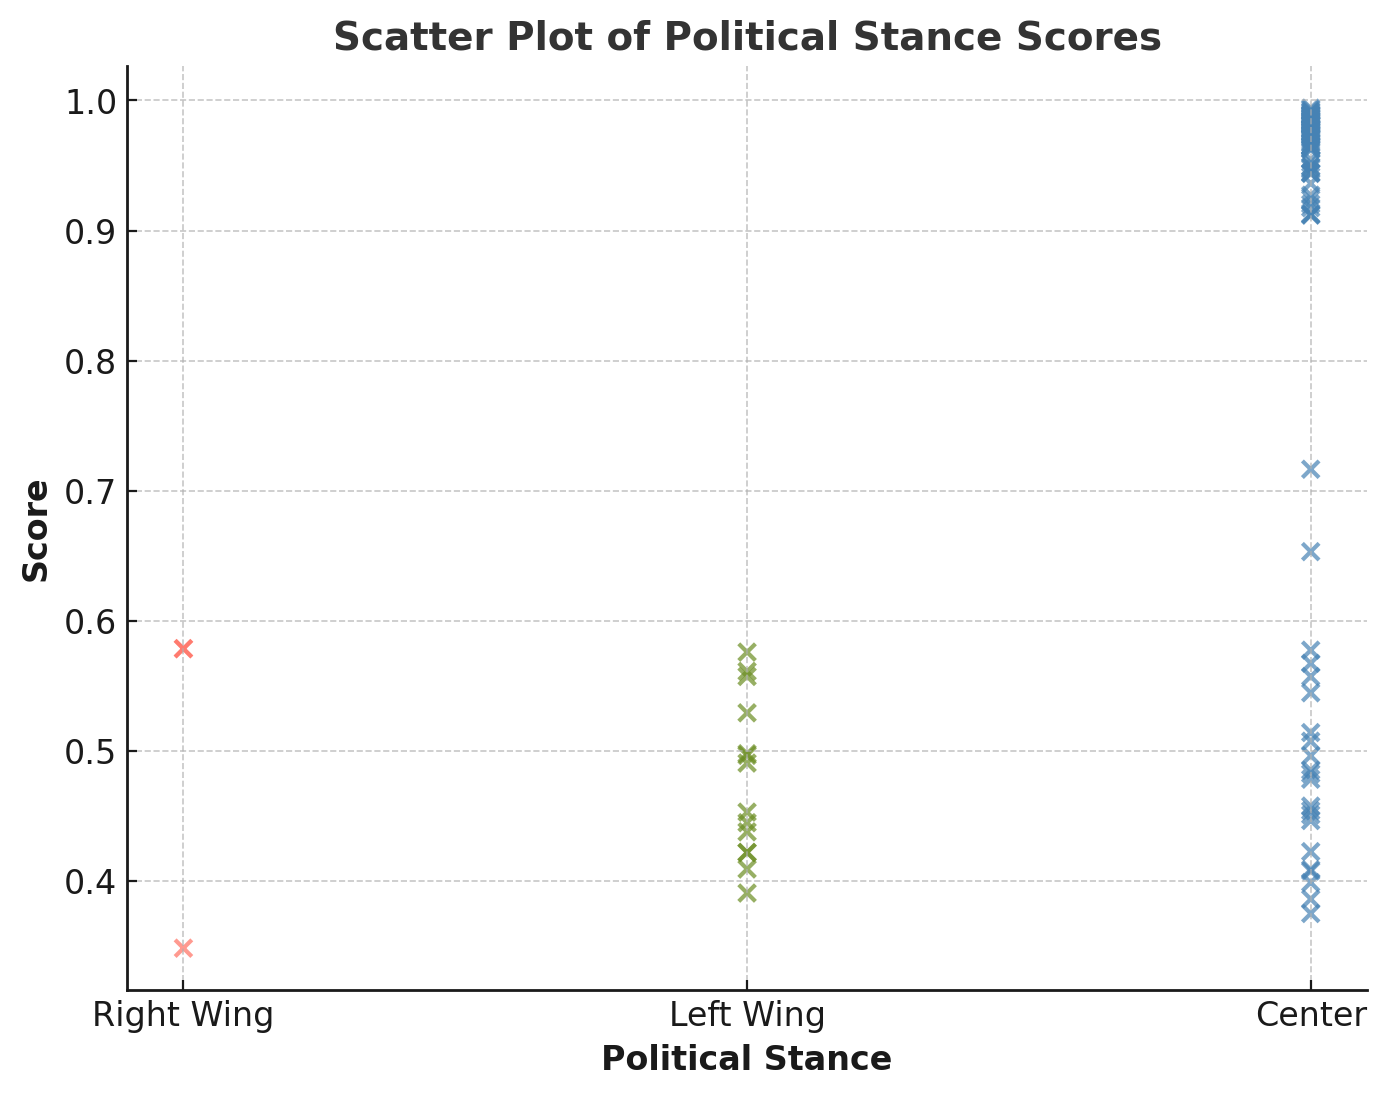 Scatter Plot of Political Stance Scores
1.0
0.9
0.8
0.7
0.6
0.5
0.4
Score
Right Wing
Left Wing
Center
Political Stance